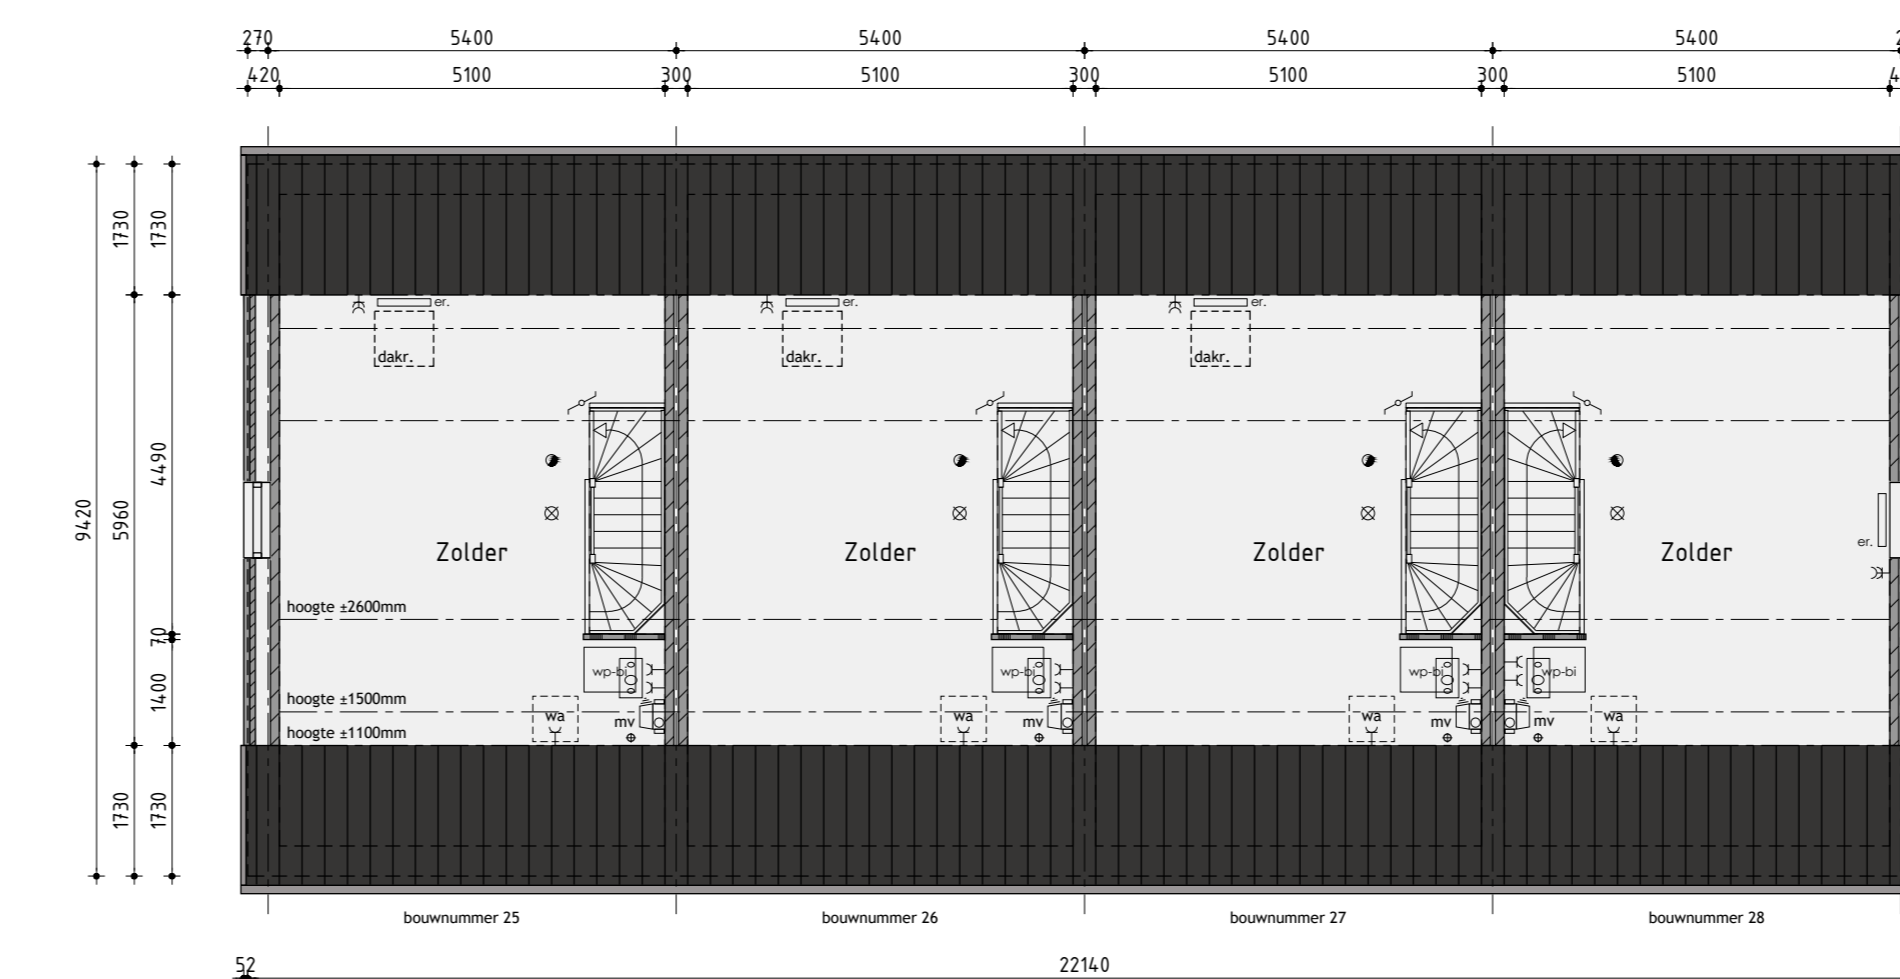 270 5400 5400 5400 5400
420 5100 300 5100 300 5100 300 5100
1730 1730
er. er. er.
dakr. dakr. dakr.
9420 5960 4490
Zolder Zolder Zolder Zolder
er.
hoogte ±2600mm
70
wp-bi wp-bi wp-bi wp-bi
hoogte ±1500mm
1400
wa mv wa mv wa mv mv wa
hoogte ±1100mm
1730 1730
bouwnummer 25 bouwnummer 26 bouwnummer 27 bouwnummer 28
52 22140